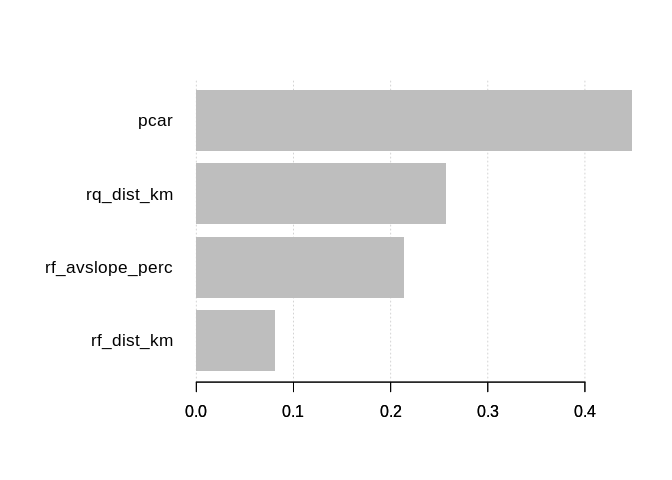 pcar
rq_dist_km
rf_avslope_perc
rf_dist_km
0.0 0.1 0.2 0.3 0.4